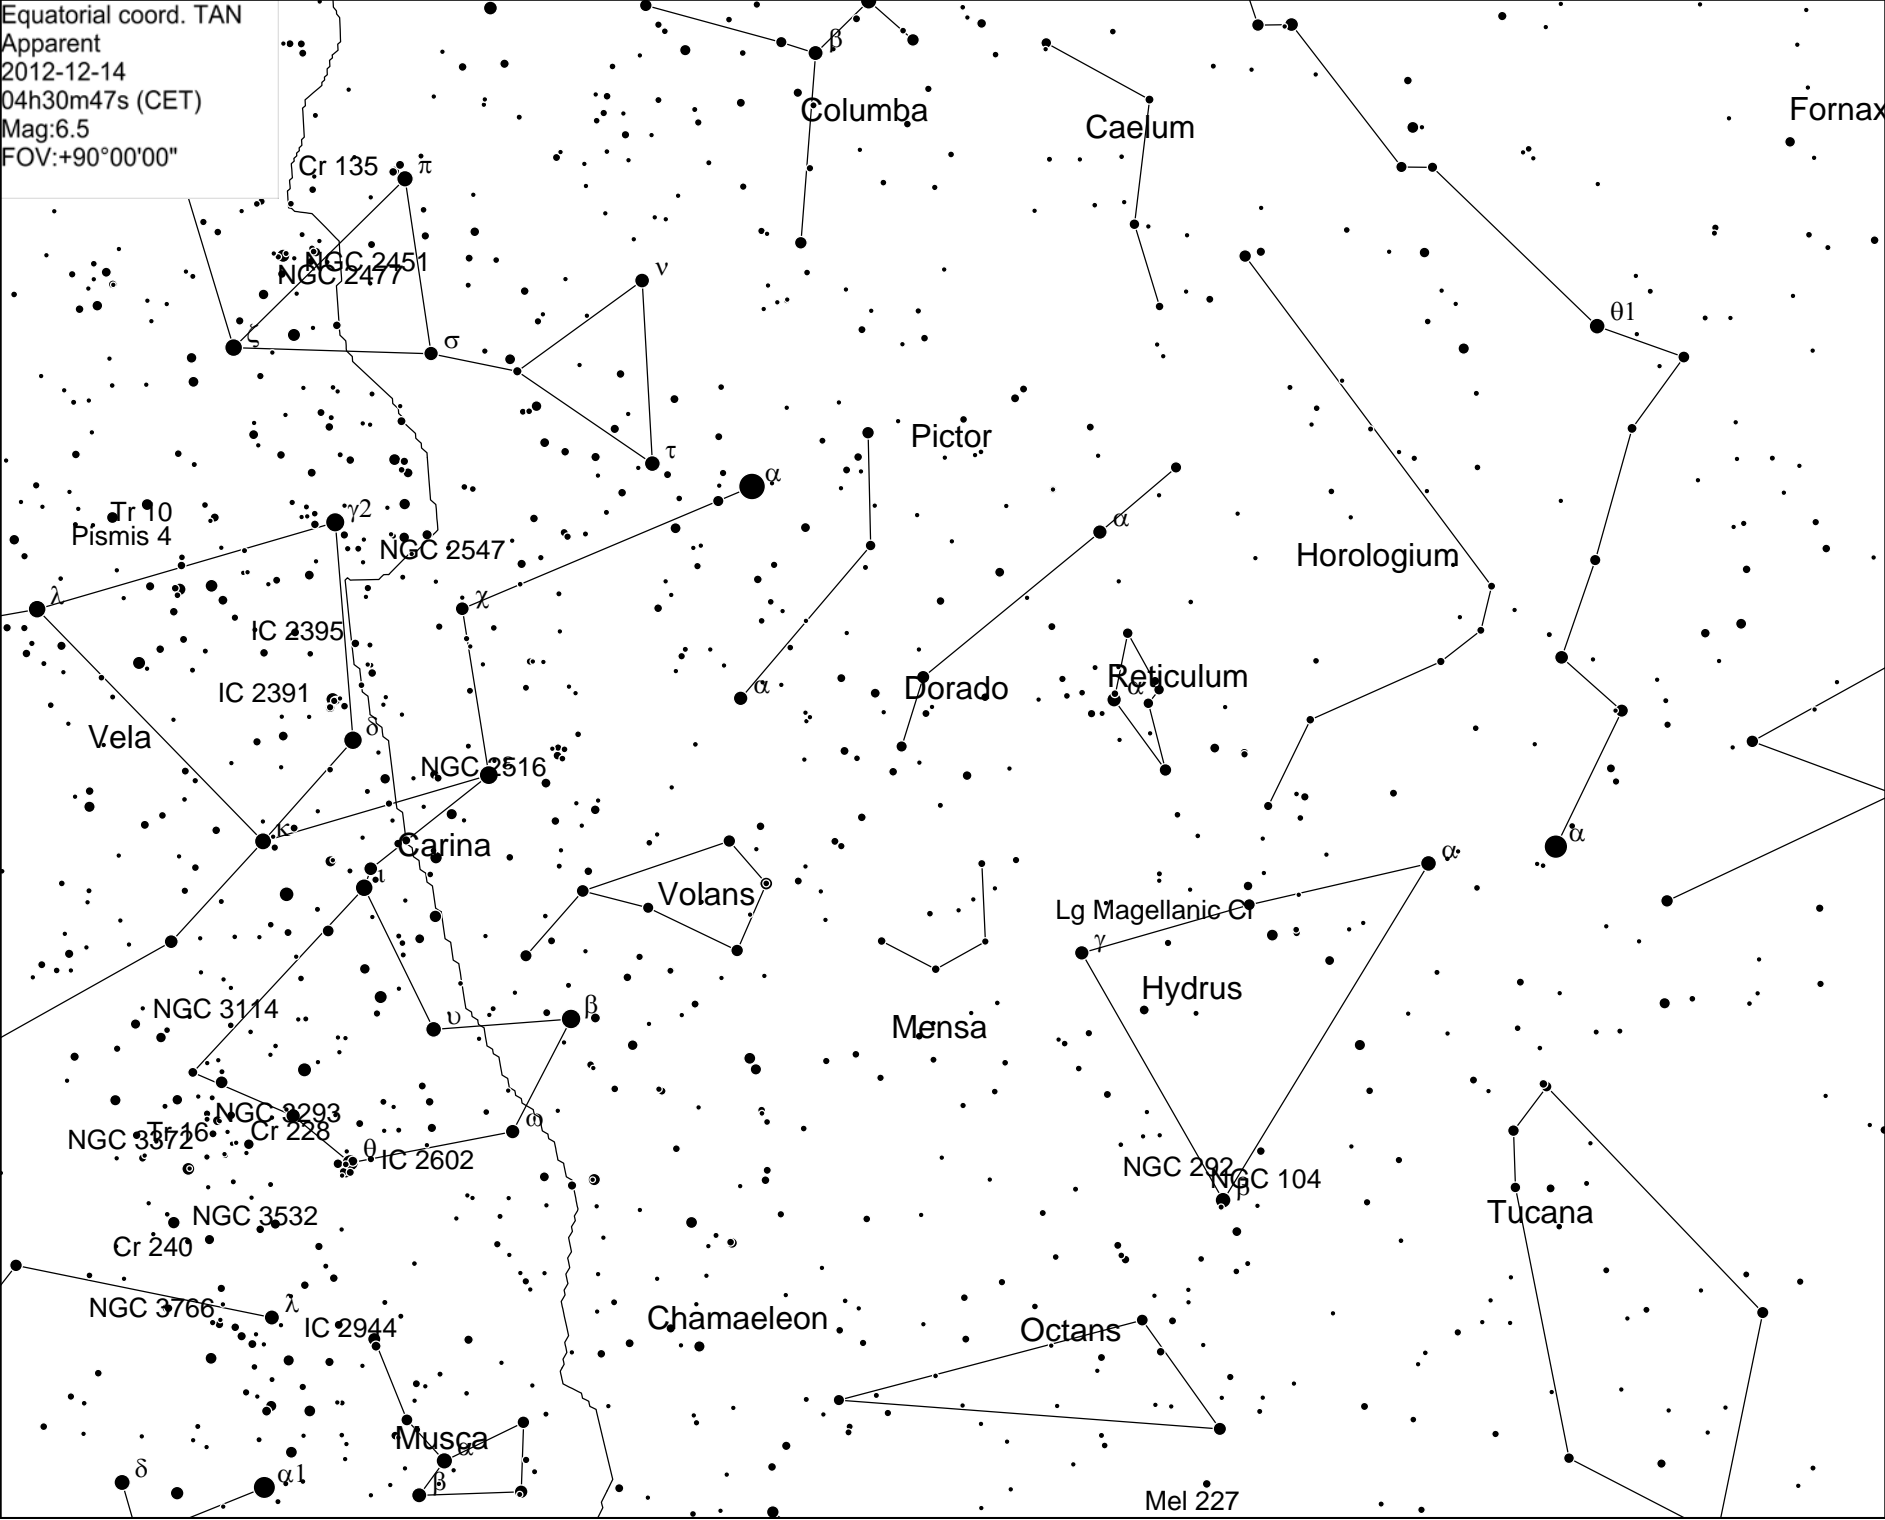 Equatorial coord. TAN
Apparent
2012-12-14
04h30m47s (CET)
Mag:6.5
FOV:+90°00'00"
β
Columba
Caelum
Fornax
Cr 135
π
NGC 2451
NGC 2477
ν
θ1
ζ
σ
τ
Pictor
α
Tr 10
γ2
Pismis 4
NGC 2547
α
Horologium
λ
χ
IC 2395
IC 2391
α
Dorado
Reticulum
α
Vela
δ
NGC 2516
κ
Carina
α
α
ι
Volans
Lg Magellanic Cl
γ
Hydrus
NGC 3114
υ
β
Mensa
NGC 3293
Tr 16
Cr 228
ω
NGC 3372
θ
IC 2602
NGC 292
NGC 104
β
NGC 3532
Tucana
Cr 240
NGC 3766
λ
IC 2944
Chamaeleon
Octans
Musca
α
δ
α1
β
Mel 227